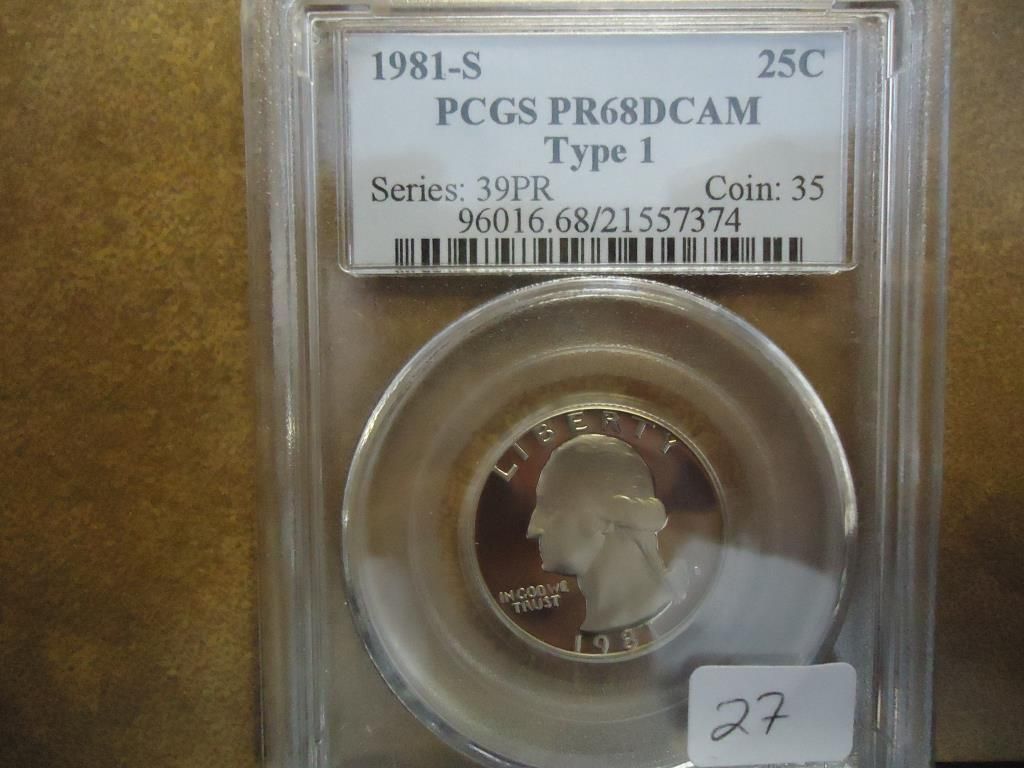 1981-S 25C
PCGS PR68DCAM
Type 1
Series: 39PR Coin: 35
96016.68/21557374
LIBERTY
IN GOD WE
TRUST
1981
27